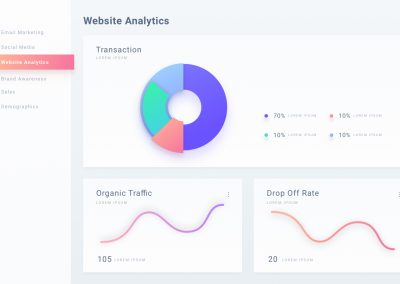 Email Marketing
Social Media
Website Analytics
Brand Awareness
Sales
Demographics
Website Analytics
Transaction
LOREM IPSUM
70% LOREM IPSUM
10% LOREM IPSUM
10% LOREM IPSUM
10% LOREM IPSUM
Organic Traffic
LOREM IPSUM
105 LOREM IPSUM
Drop Off Rate
LOREM IPSUM
20 LOREM IPSUM